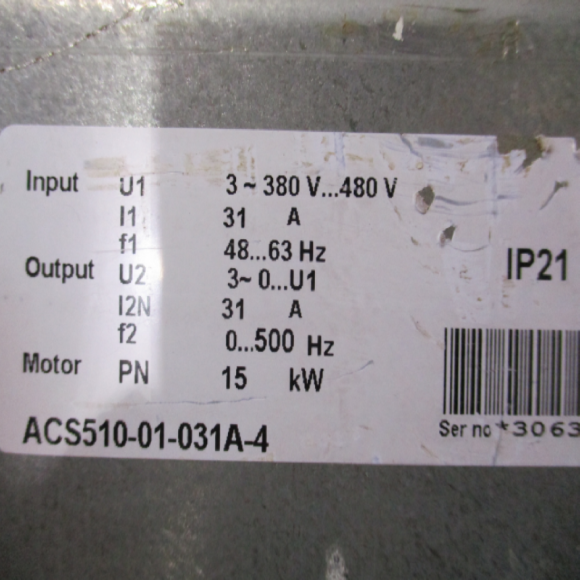 Input U1 3 ~ 380 V...480 V
I1 31 A
f1 48...63 Hz
Output U2 3~ 0...U1
I2N 31 A
f2 0...500 Hz
Motor PN 15 kW
IP21
ACS510-01-031A-4
Ser no *3063